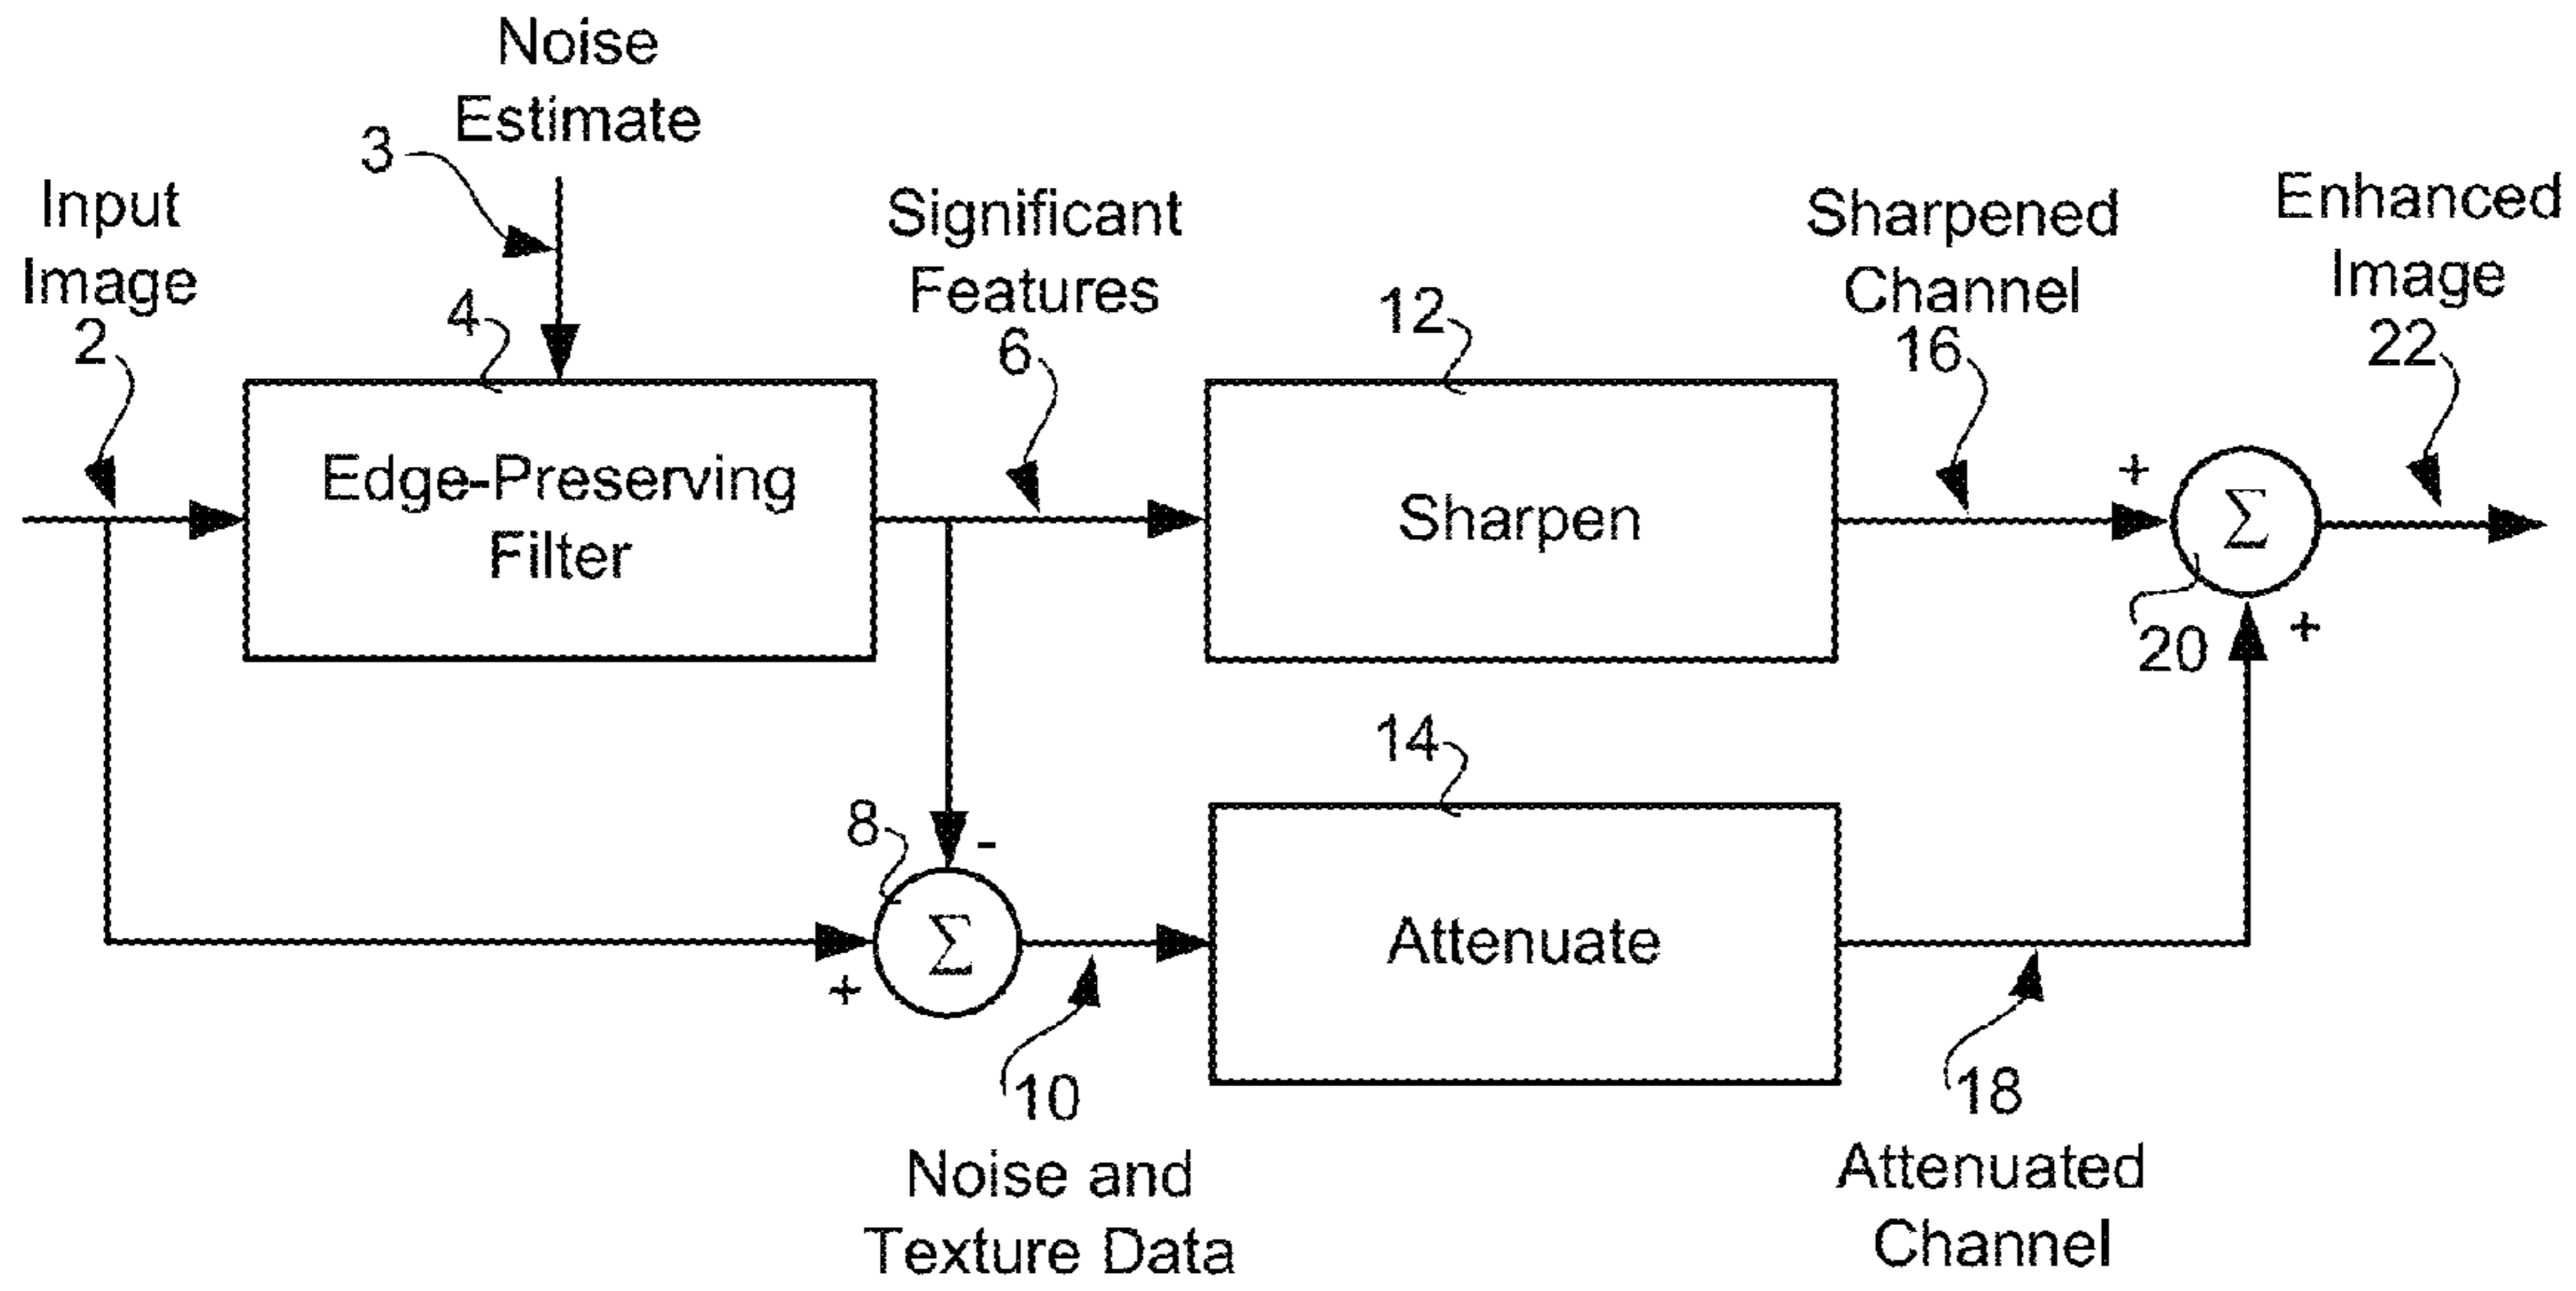 Noise
Estimate
3
Input
Image
2
4
Significant
Features
6
12
Sharpened
Channel
16
Enhanced
Image
22
Edge-Preserving
Filter
Sharpen
+
Σ
20
+
14
8
-
Σ
+
Attenuate
10
Noise and
Texture Data
18
Attenuated
Channel